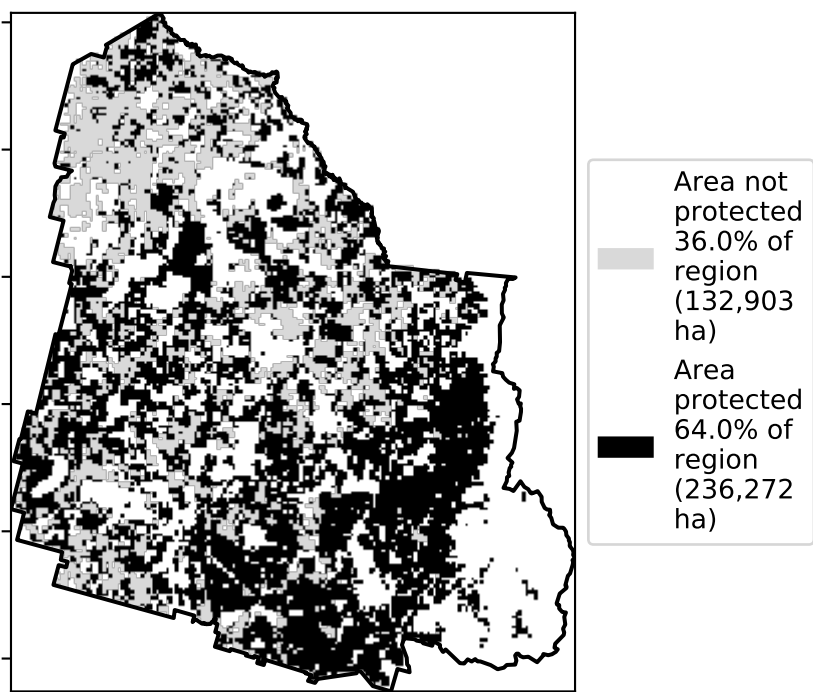 Area not
protected
36.0% of
region
(132,903
ha)
Area
protected
64.0% of
region
(236,272
ha)